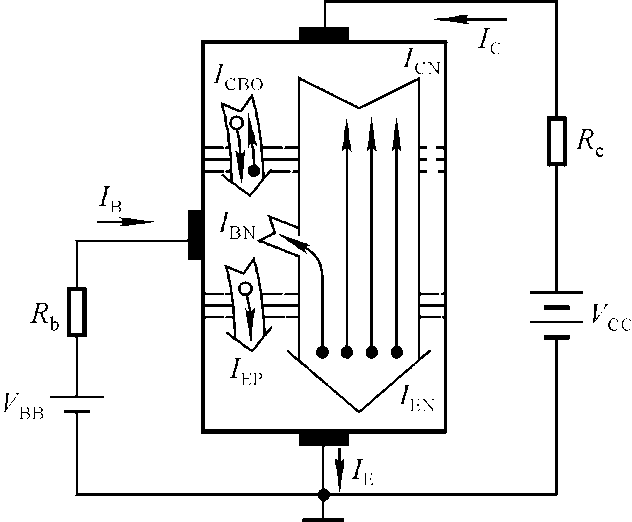 I_C
I_CBO
I_CN
R_c
I_B
I_BN
R_b
V_CC
I_EP
I_EN
V_BB
I_E